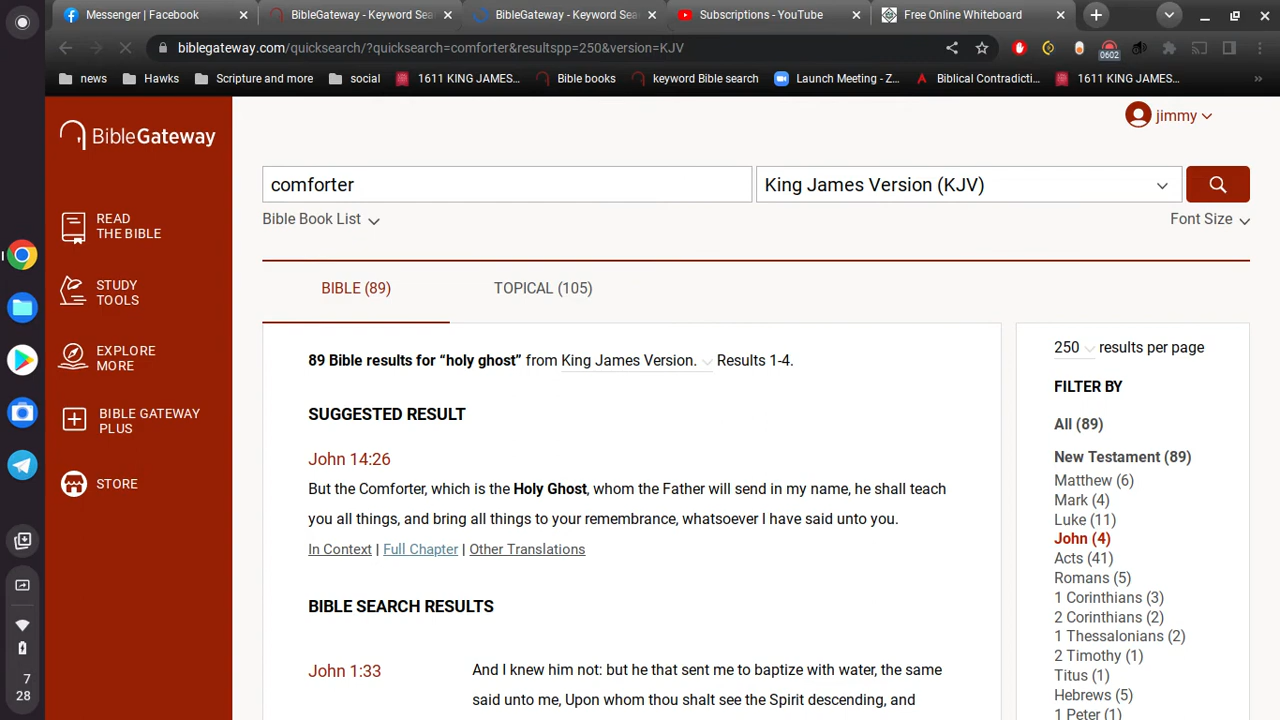 Messenger | Facebook
BibleGateway - Keyword Sea
BibleGateway - Keyword Sea
Subscriptions - YouTube
Free Online Whiteboard
biblegateway.com/quicksearch/?quicksearch=comforter&resultspp=250&version=KJV
0602
news
Hawks
Scripture and more
social
1611 KING JAMES...
Bible books
keyword Bible search
Launch Meeting - Z...
Biblical Contradicti...
1611 KING JAMES...
»
BibleGateway
jimmy
comforter
King James Version (KJV)
Bible Book List
Font Size
READ
THE BIBLE
STUDY
TOOLS
EXPLORE
MORE
BIBLE GATEWAY
PLUS
STORE
BIBLE (89)
TOPICAL (105)
89 Bible results for “holy ghost” from King James Version. Results 1-4.
SUGGESTED RESULT
John 14:26
But the Comforter, which is the Holy Ghost, whom the Father will send in my name, he shall teach
you all things, and bring all things to your remembrance, whatsoever I have said unto you.
In Context | Full Chapter | Other Translations
BIBLE SEARCH RESULTS
John 1:33
And I knew him not: but he that sent me to baptize with water, the same
said unto me, Upon whom thou shalt see the Spirit descending, and
250 results per page
FILTER BY
All (89)
New Testament (89)
Matthew (6)
Mark (4)
Luke (11)
John (4)
Acts (41)
Romans (5)
1 Corinthians (3)
2 Corinthians (2)
1 Thessalonians (2)
2 Timothy (1)
Titus (1)
Hebrews (5)
1 Peter (1)
7
28